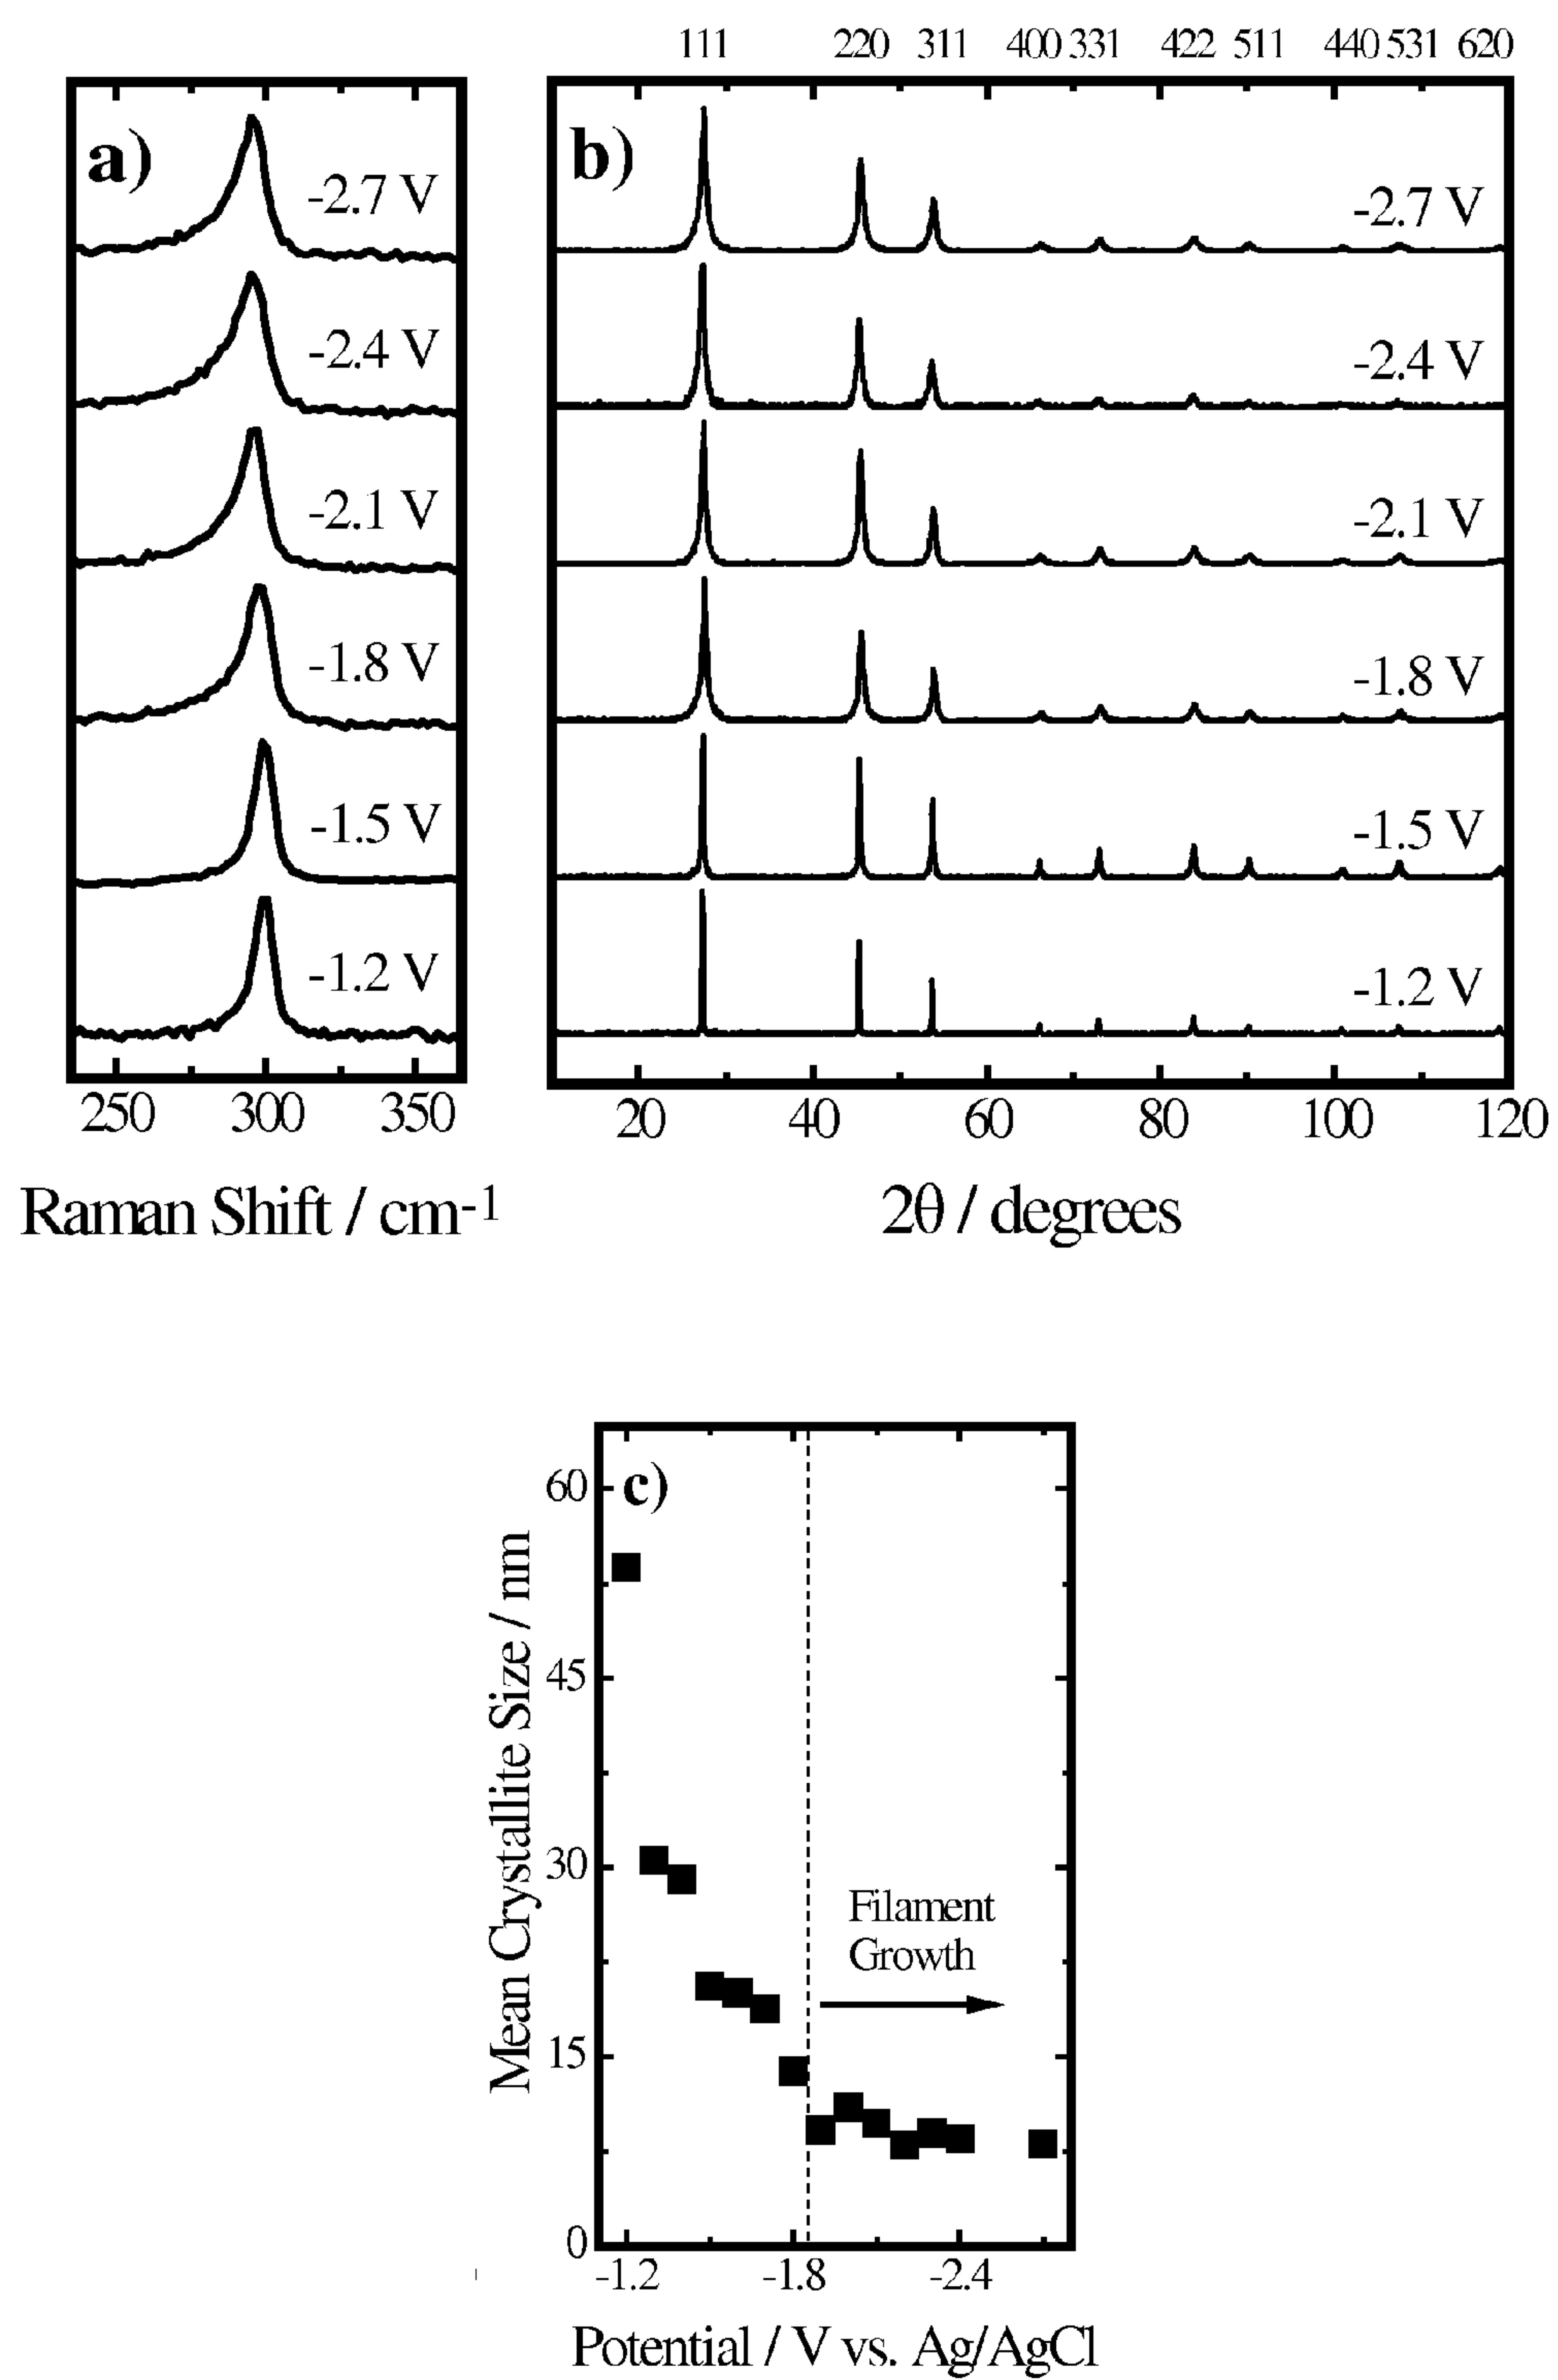 111 220 311 400 331 422 511 440 531 620
a)
-2.7 V
-2.4 V
-2.1 V
-1.8 V
-1.5 V
-1.2 V
250 300 350
Raman Shift / cm-1
b)
-2.7 V
-2.4 V
-2.1 V
-1.8 V
-1.5 V
-1.2 V
20 40 60 80 100 120
2θ / degrees
c)
60
45
30
15
0
Mean Crystallite Size / nm
Filament
Growth
-1.2 -1.8 -2.4
Potential / V vs. Ag/AgCl